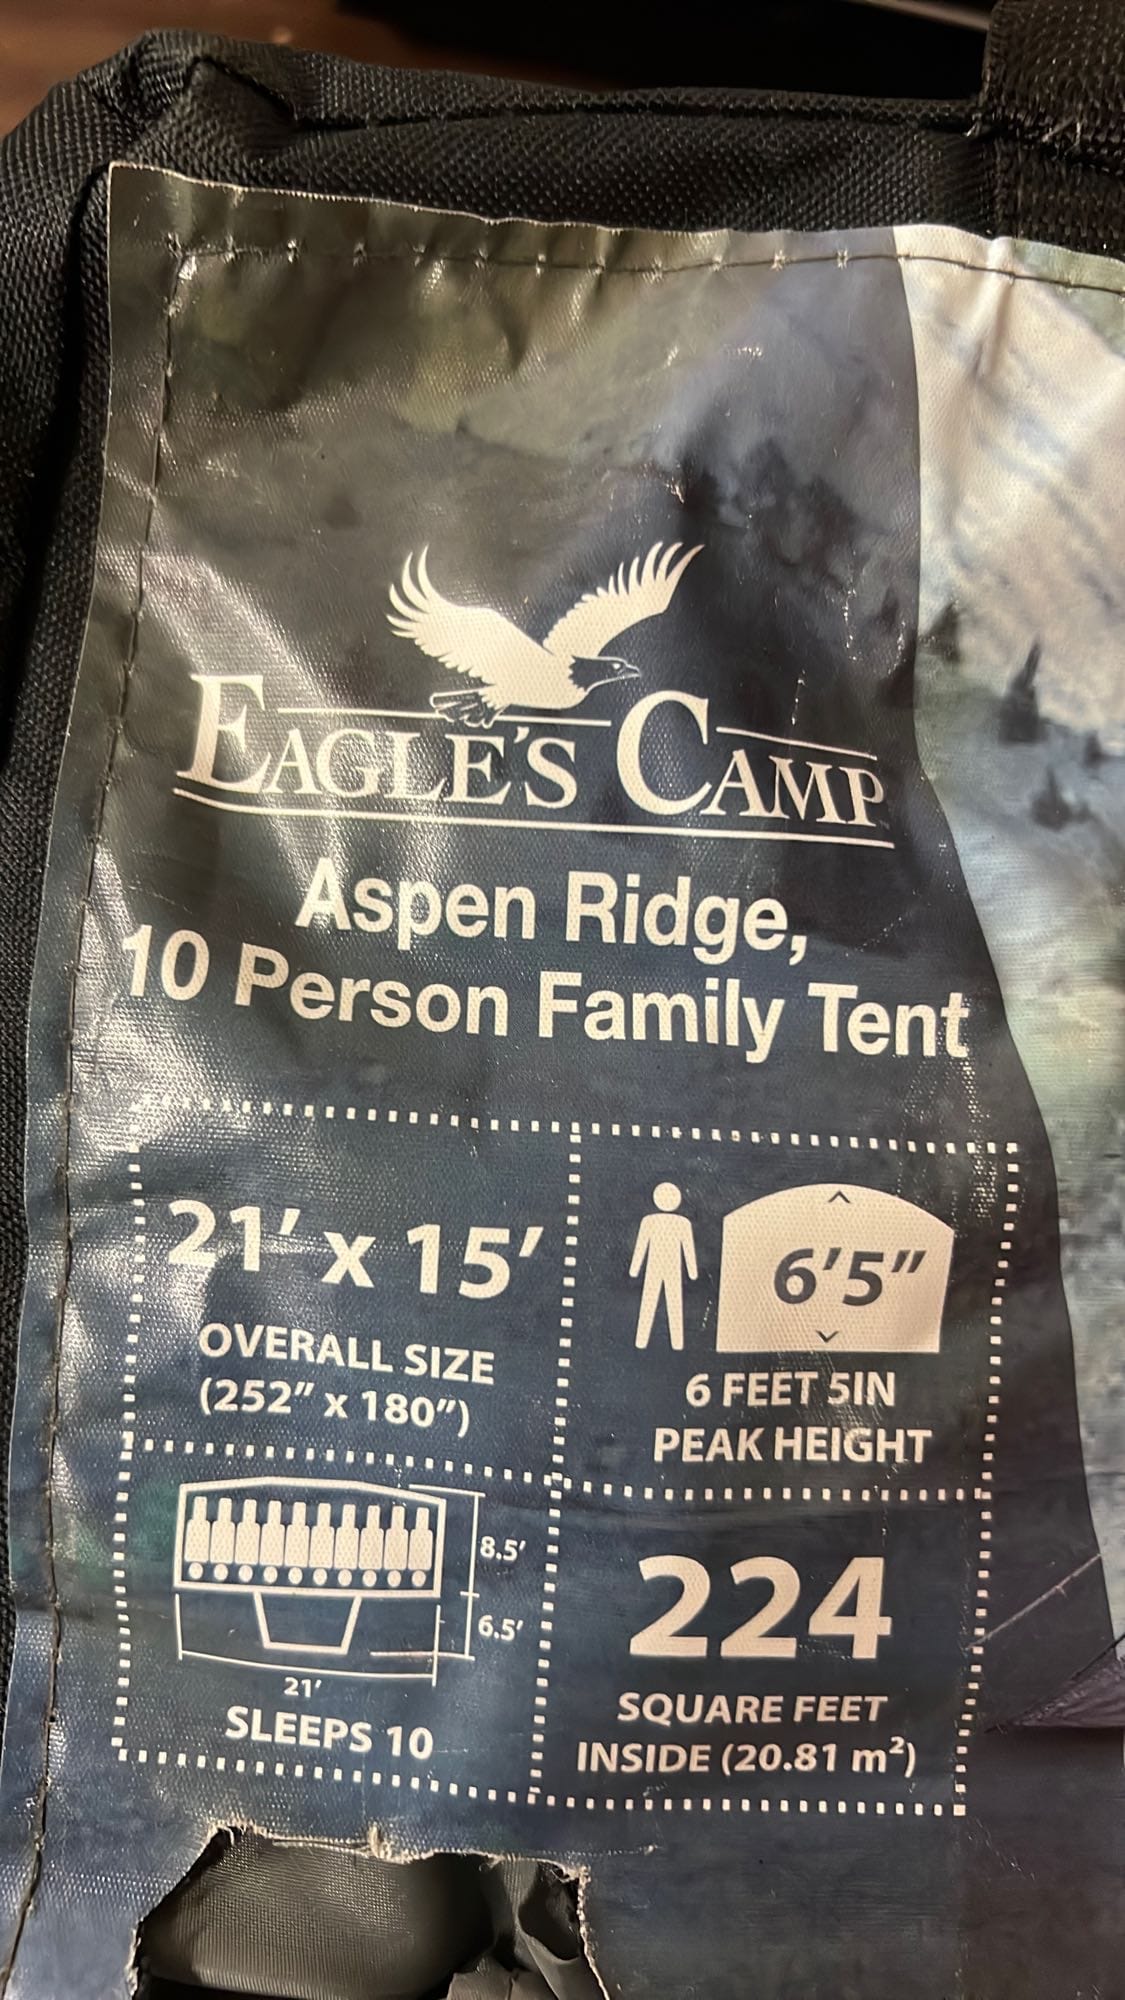 EAGLE'S CAMP
Aspen Ridge,
10 Person Family Tent
21' x 15'
OVERALL SIZE
(252" x 180")
6'5"
6 FEET 5IN
PEAK HEIGHT
8.5'
6.5'
21'
SLEEPS 10
224
SQUARE FEET
INSIDE (20.81 m²)